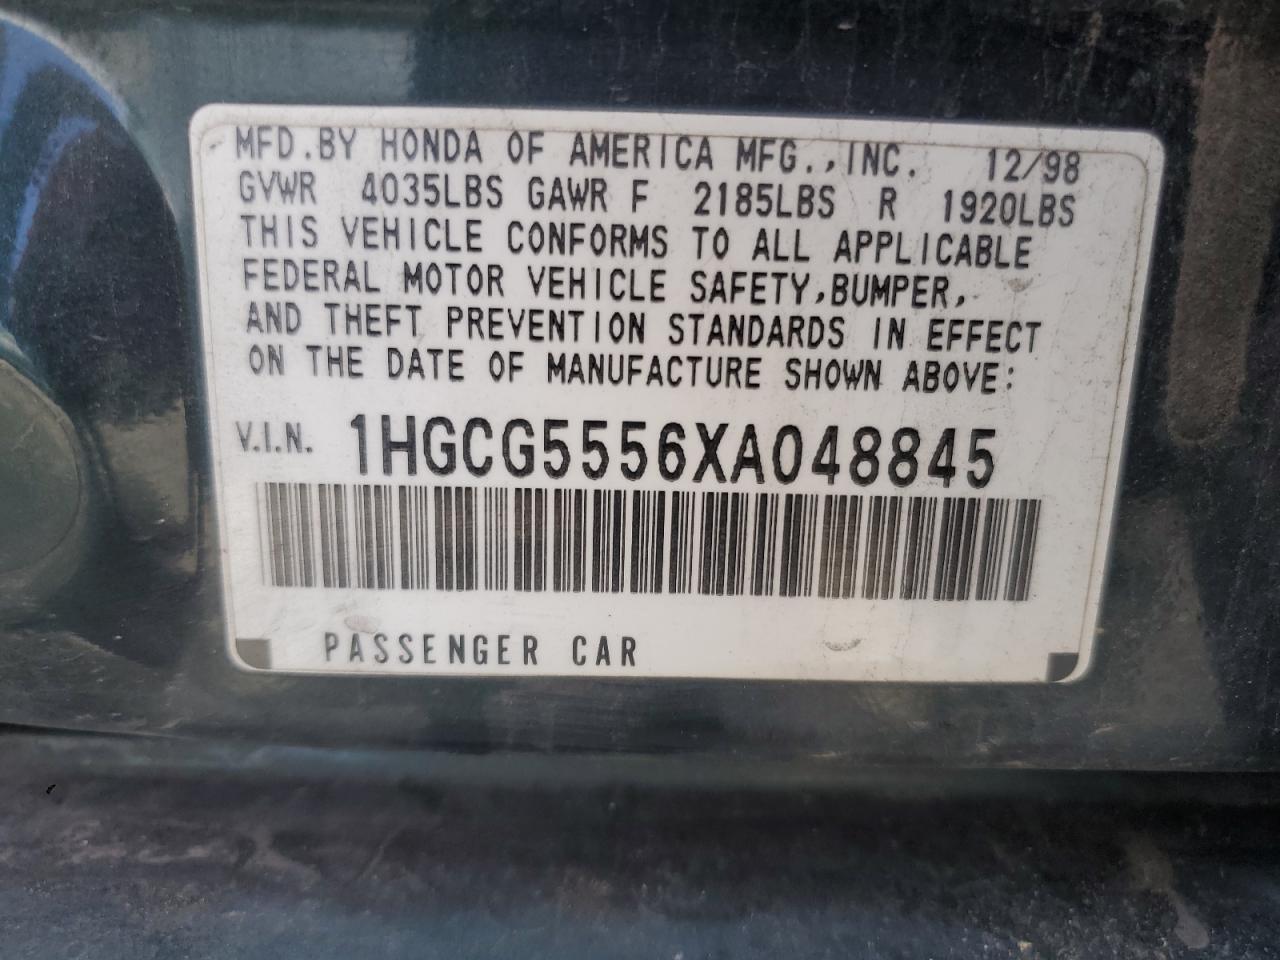 MFD.BY HONDA OF AMERICA MFG.,INC. 12/98
GVWR 4035LBS GAWR F 2185LBS R 1920LBS
THIS VEHICLE CONFORMS TO ALL APPLICABLE
FEDERAL MOTOR VEHICLE SAFETY,BUMPER,
AND THEFT PREVENTION STANDARDS IN EFFECT
ON THE DATE OF MANUFACTURE SHOWN ABOVE:
V.I.N. 1HGCG5556XA048845
PASSENGER CAR